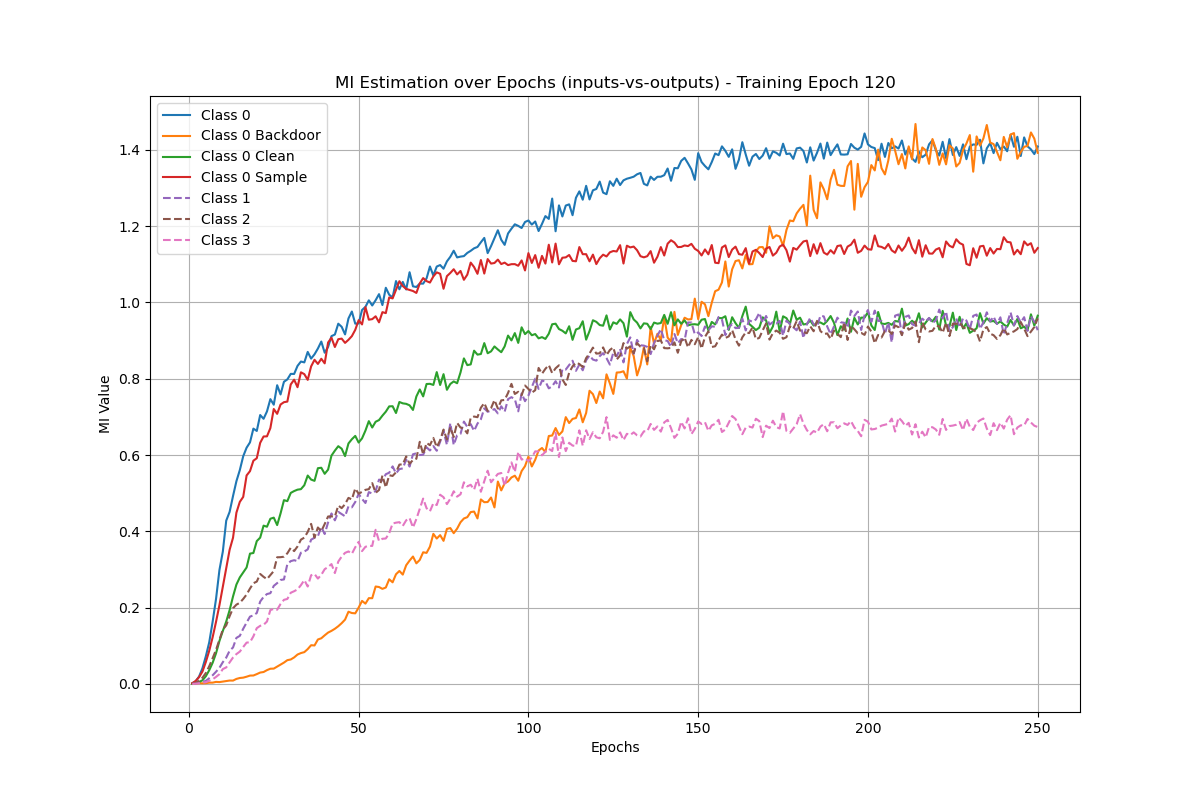 MI Estimation over Epochs (inputs-vs-outputs) - Training Epoch 120
Class 0
Class 0 Backdoor
Class 0 Clean
Class 0 Sample
Class 1
Class 2
Class 3
MI Value
1.4
1.2
1.0
0.8
0.6
0.4
0.2
0.0
0 50 100 150 200 250
Epochs